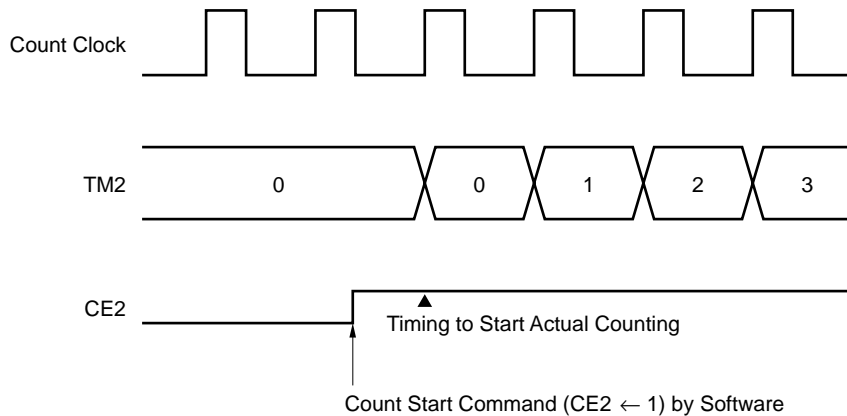 Count Clock
TM2
0
0
1
2
3
CE2
Timing to Start Actual Counting
Count Start Command (CE2 ← 1) by Software